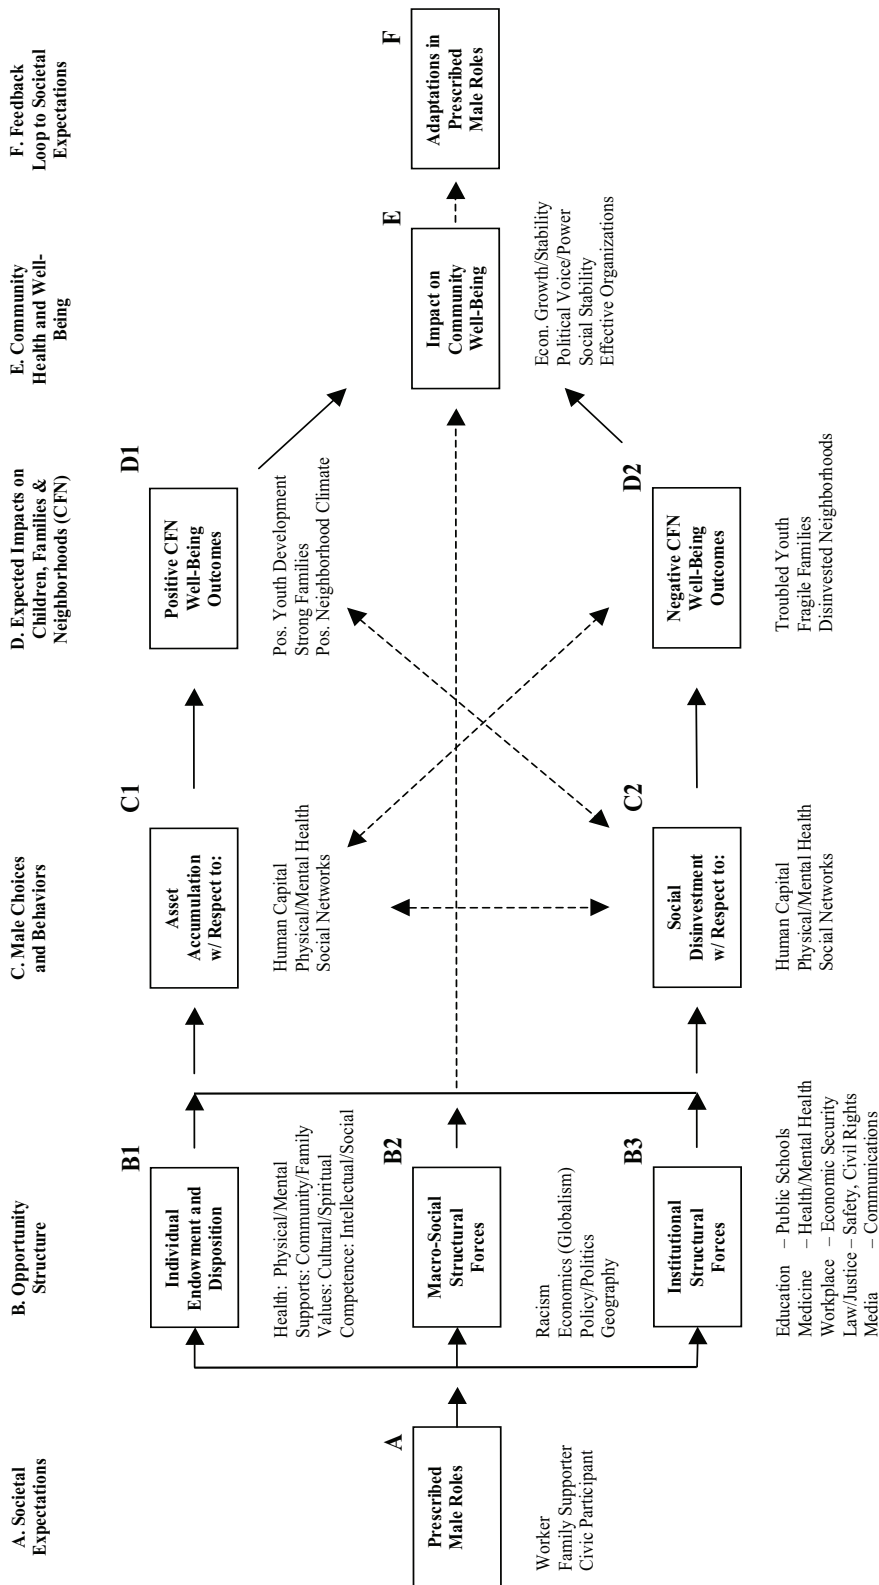 A. Societal
Expectations
B. Opportunity
Structure
C. Male Choices
and Behaviors
D. Expected Impacts on
Children, Families &
Neighborhoods (CFN)
E. Community
Health and Well-
Being
F. Feedback
Loop to Societal
Expectations
A
Prescribed
Male Roles
Worker
Family Supporter
Civic Participant
B1
Individual
Endowment and
Disposition
Health: Physical/Mental
Supports: Community/Family
Values: Cultural/Spiritual
Competence: Intellectual/Social
B2
Macro-Social
Structural
Forces
Racism
Economics (Globalism)
Policy/Politics
Geography
B3
Institutional
Structural
Forces
Education – Public Schools
Medicine – Health/Mental Health
Workplace – Economic Security
Law/Justice – Safety, Civil Rights
Media – Communications
C1
Asset
Accumulation
w/ Respect to:
Human Capital
Physical/Mental Health
Social Networks
C2
Social
Disinvestment
w/ Respect to:
Human Capital
Physical/Mental Health
Social Networks
D1
Positive CFN
Well-Being
Outcomes
Pos. Youth Development
Strong Families
Pos. Neighborhood Climate
D2
Negative CFN
Well-Being
Outcomes
Troubled Youth
Fragile Families
Disinvested Neighborhoods
E
Impact on
Community
Well-Being
Econ. Growth/Stability
Political Voice/Power
Social Stability
Effective Organizations
F
Adaptations in
Prescribed
Male Roles